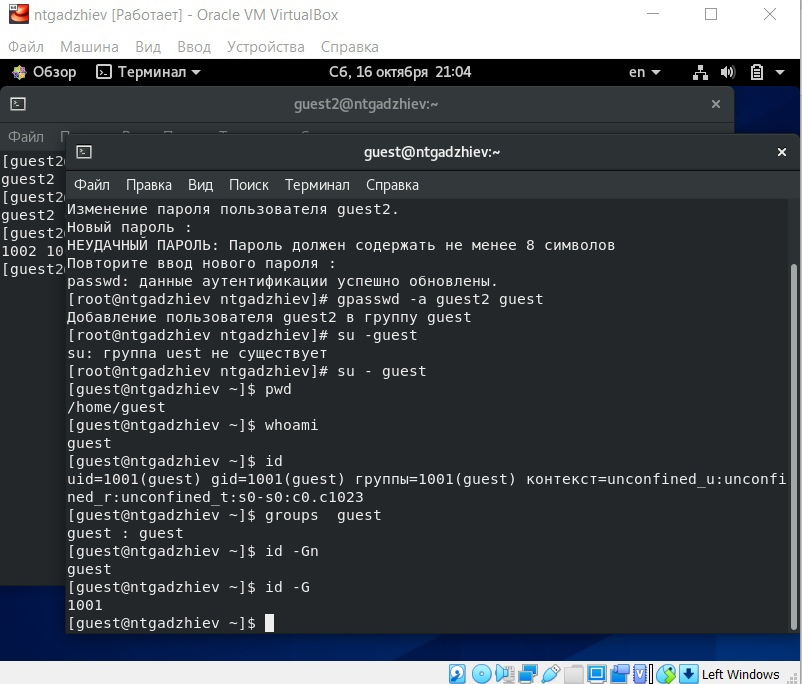 ntgadzhiev [Работает] - Oracle VM VirtualBox
Файл Машина Вид Ввод Устройства Справка
Обзор Терминал Сб, 16 октября 21:04 en
guest2@ntgadzhiev:~
Файл
[guest2
guest2
[guest2
guest2
[guest2
1002 10
[guest2
guest@ntgadzhiev:~
Файл Правка Вид Поиск Терминал Справка
Изменение пароля пользователя guest2.
Новый пароль :
НЕУДАЧНЫЙ ПАРОЛЬ: Пароль должен содержать не менее 8 символов
Повторите ввод нового пароля :
passwd: данные аутентификации успешно обновлены.
[root@ntgadzhiev ntgadzhiev]# gpasswd -a guest2 guest
Добавление пользователя guest2 в группу guest
[root@ntgadzhiev ntgadzhiev]# su -guest
su: группа uest не существует
[root@ntgadzhiev ntgadzhiev]# su - guest
[guest@ntgadzhiev ~]$ pwd
/home/guest
[guest@ntgadzhiev ~]$ whoami
guest
[guest@ntgadzhiev ~]$ id
uid=1001(guest) gid=1001(guest) группы=1001(guest) контекст=unconfined_u:unconfi
ned_r:unconfined_t:s0-s0:c0.c1023
[guest@ntgadzhiev ~]$ groups  guest
guest : guest
[guest@ntgadzhiev ~]$ id -Gn
guest
[guest@ntgadzhiev ~]$ id -G
1001
[guest@ntgadzhiev ~]$
Left Windows